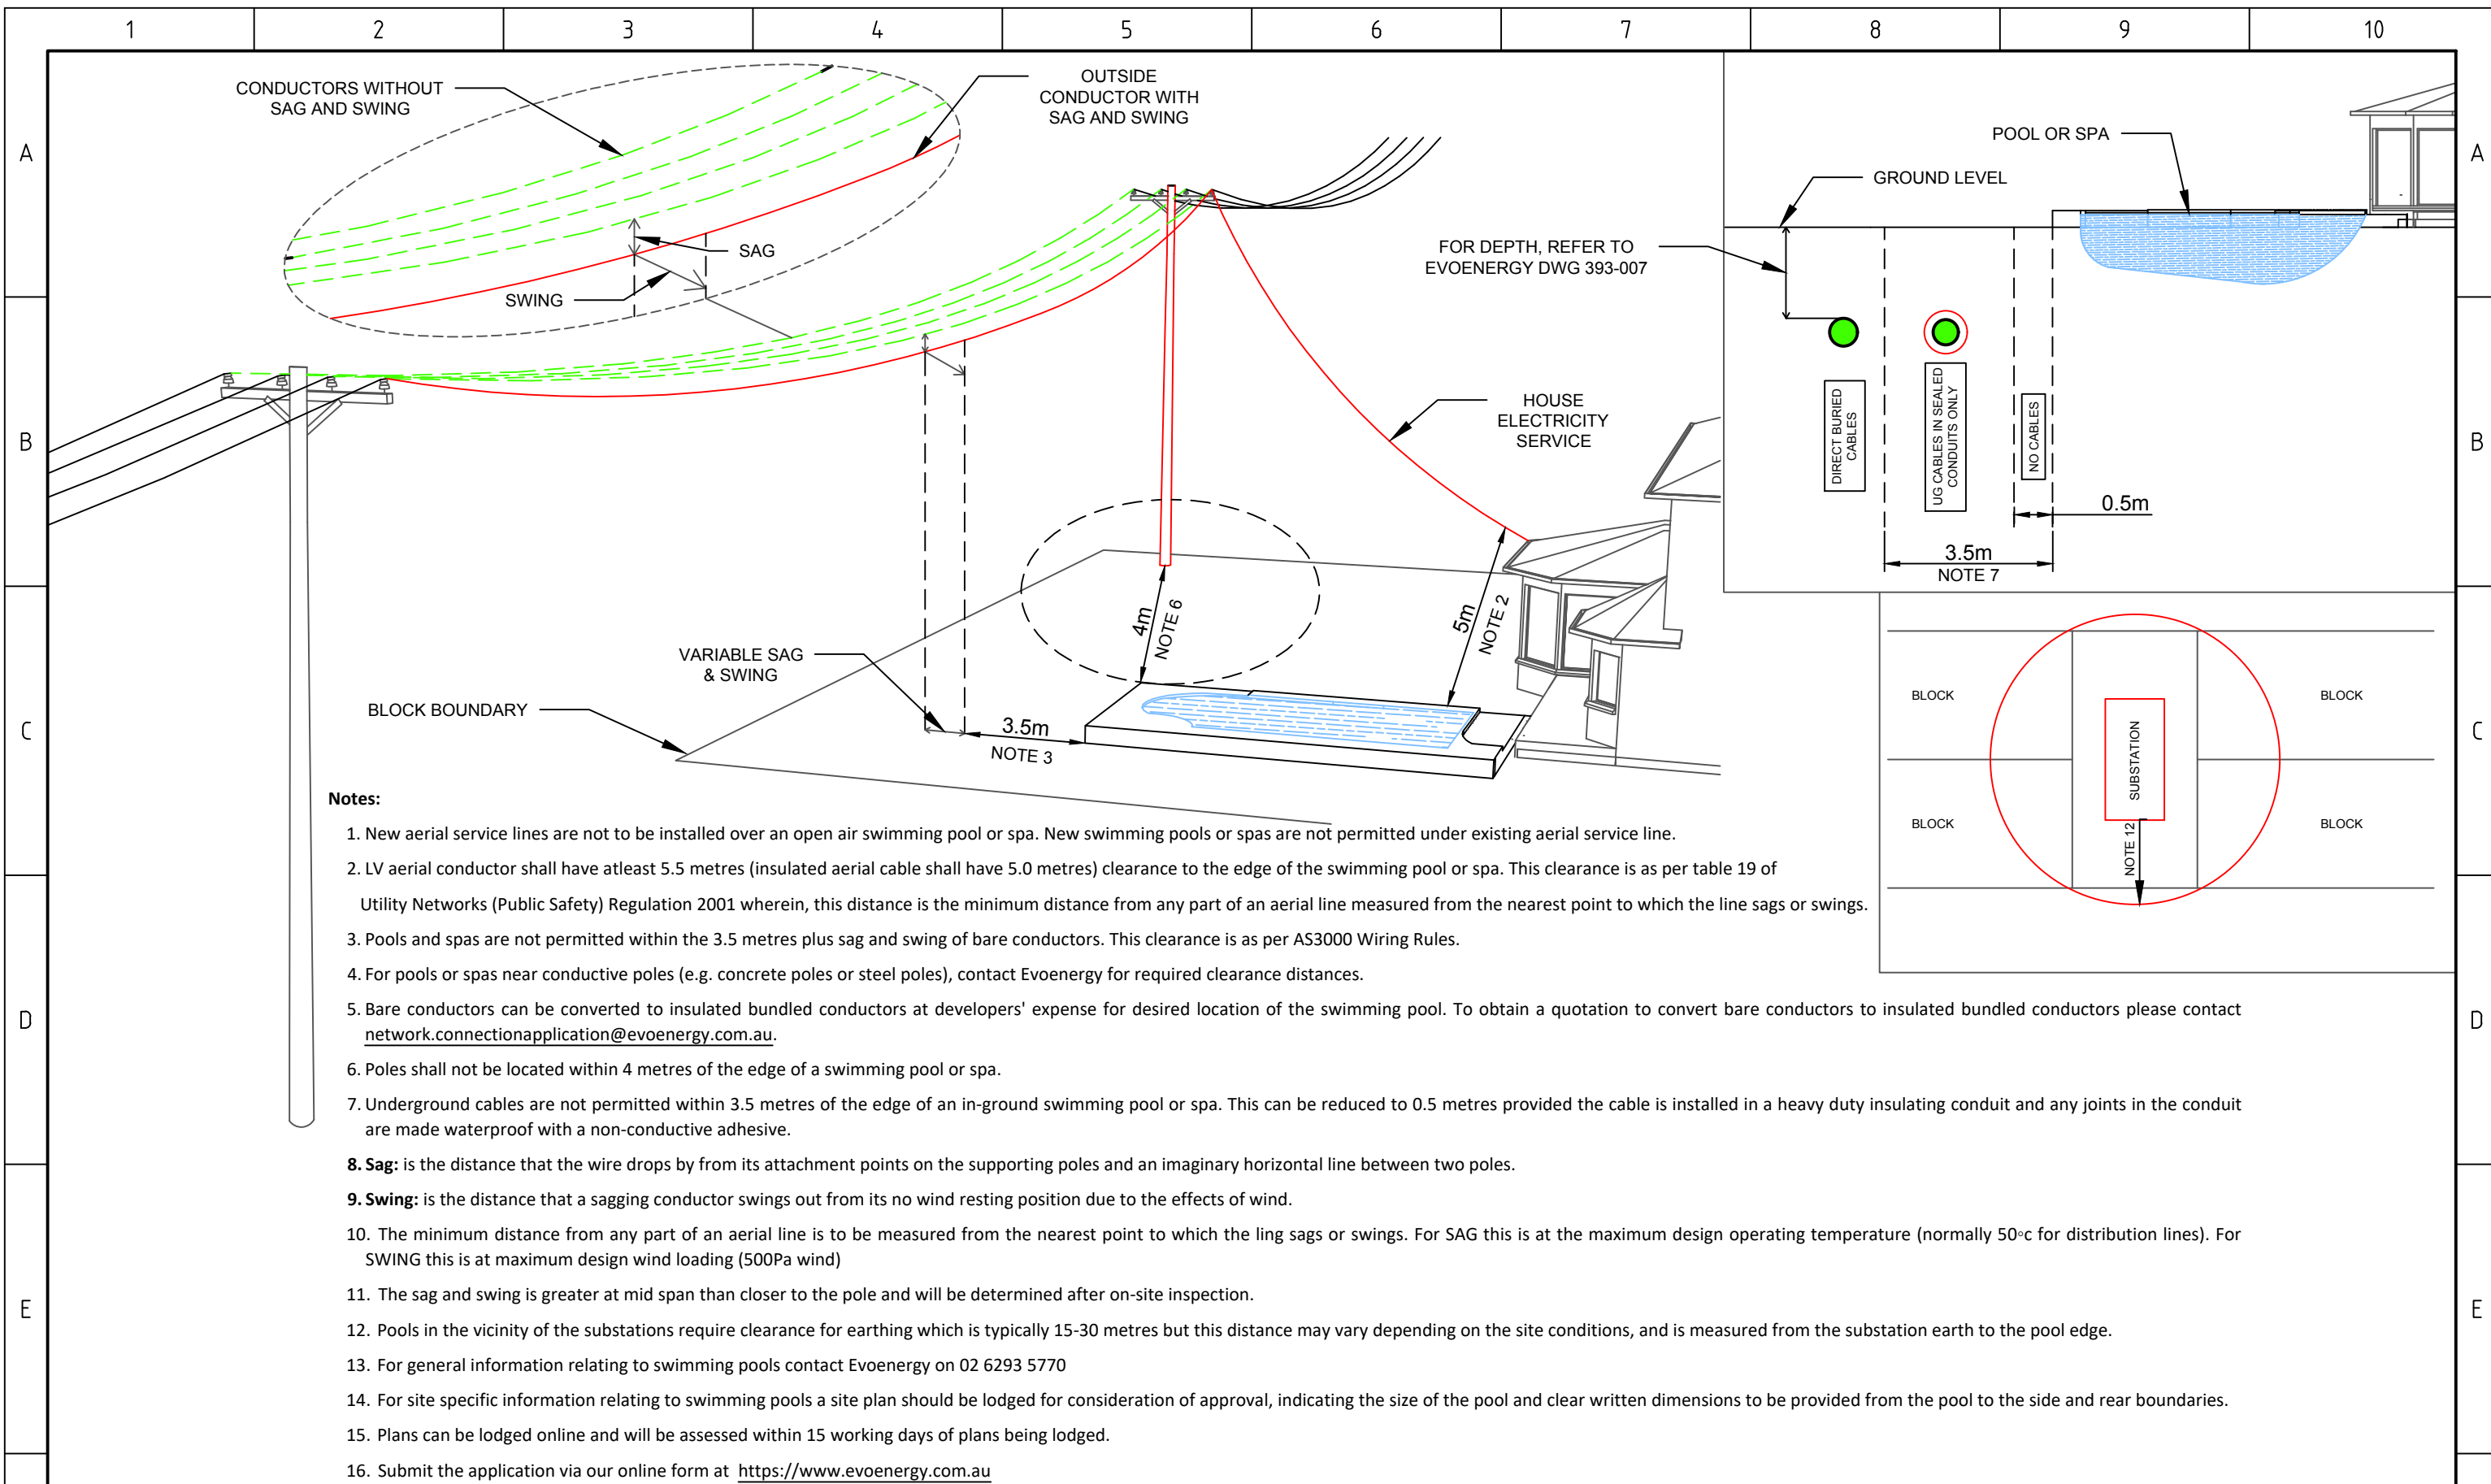 1 2 3 4 5 6 7 8 9 10
A
B
C
D
E
A
B
C
D
E
CONDUCTORS WITHOUT
SAG AND SWING
OUTSIDE
CONDUCTOR WITH
SAG AND SWING
SAG
SWING
HOUSE
ELECTRICITY
SERVICE
4m
NOTE 6
5m
NOTE 2
VARIABLE SAG
& SWING
BLOCK BOUNDARY
3.5m
NOTE 3
POOL OR SPA
GROUND LEVEL
FOR DEPTH, REFER TO
EVOENERGY DWG 393-007
DIRECT BURIED
CABLES
UG CABLES IN SEALED
CONDUITS ONLY
NO CABLES
0.5m
3.5m
NOTE 7
BLOCK
BLOCK
SUBSTATION
BLOCK
BLOCK
NOTE 12
Notes:
1. New aerial service lines are not to be installed over an open air swimming pool or spa. New swimming pools or spas are not permitted under existing aerial service line.
2. LV aerial conductor shall have atleast 5.5 metres (insulated aerial cable shall have 5.0 metres) clearance to the edge of the swimming pool or spa. This clearance is as per table 19 of
Utility Networks (Public Safety) Regulation 2001 wherein, this distance is the minimum distance from any part of an aerial line measured from the nearest point to which the line sags or swings.
3. Pools and spas are not permitted within the 3.5 metres plus sag and swing of bare conductors. This clearance is as per AS3000 Wiring Rules.
4. For pools or spas near conductive poles (e.g. concrete poles or steel poles), contact Evoenergy for required clearance distances.
5. Bare conductors can be converted to insulated bundled conductors at developers' expense for desired location of the swimming pool. To obtain a quotation to convert bare conductors to insulated bundled conductors please contact
network.connectionapplication@evoenergy.com.au.
6. Poles shall not be located within 4 metres of the edge of a swimming pool or spa.
7. Underground cables are not permitted within 3.5 metres of the edge of an in-ground swimming pool or spa. This can be reduced to 0.5 metres provided the cable is installed in a heavy duty insulating conduit and any joints in the conduit
are made waterproof with a non-conductive adhesive.
8. Sag: is the distance that the wire drops by from its attachment points on the supporting poles and an imaginary horizontal line between two poles.
9. Swing: is the distance that a sagging conductor swings out from its no wind resting position due to the effects of wind.
10. The minimum distance from any part of an aerial line is to be measured from the nearest point to which the ling sags or swings. For SAG this is at the maximum design operating temperature (normally 50°c for distribution lines). For
SWING this is at maximum design wind loading (500Pa wind)
11. The sag and swing is greater at mid span than closer to the pole and will be determined after on-site inspection.
12. Pools in the vicinity of the substations require clearance for earthing which is typically 15-30 metres but this distance may vary depending on the site conditions, and is measured from the substation earth to the pool edge.
13. For general information relating to swimming pools contact Evoenergy on 02 6293 5770
14. For site specific information relating to swimming pools a site plan should be lodged for consideration of approval, indicating the size of the pool and clear written dimensions to be provided from the pool to the side and rear boundaries.
15. Plans can be lodged online and will be assessed within 15 working days of plans being lodged.
16. Submit the application via our online form at https://www.evoenergy.com.au